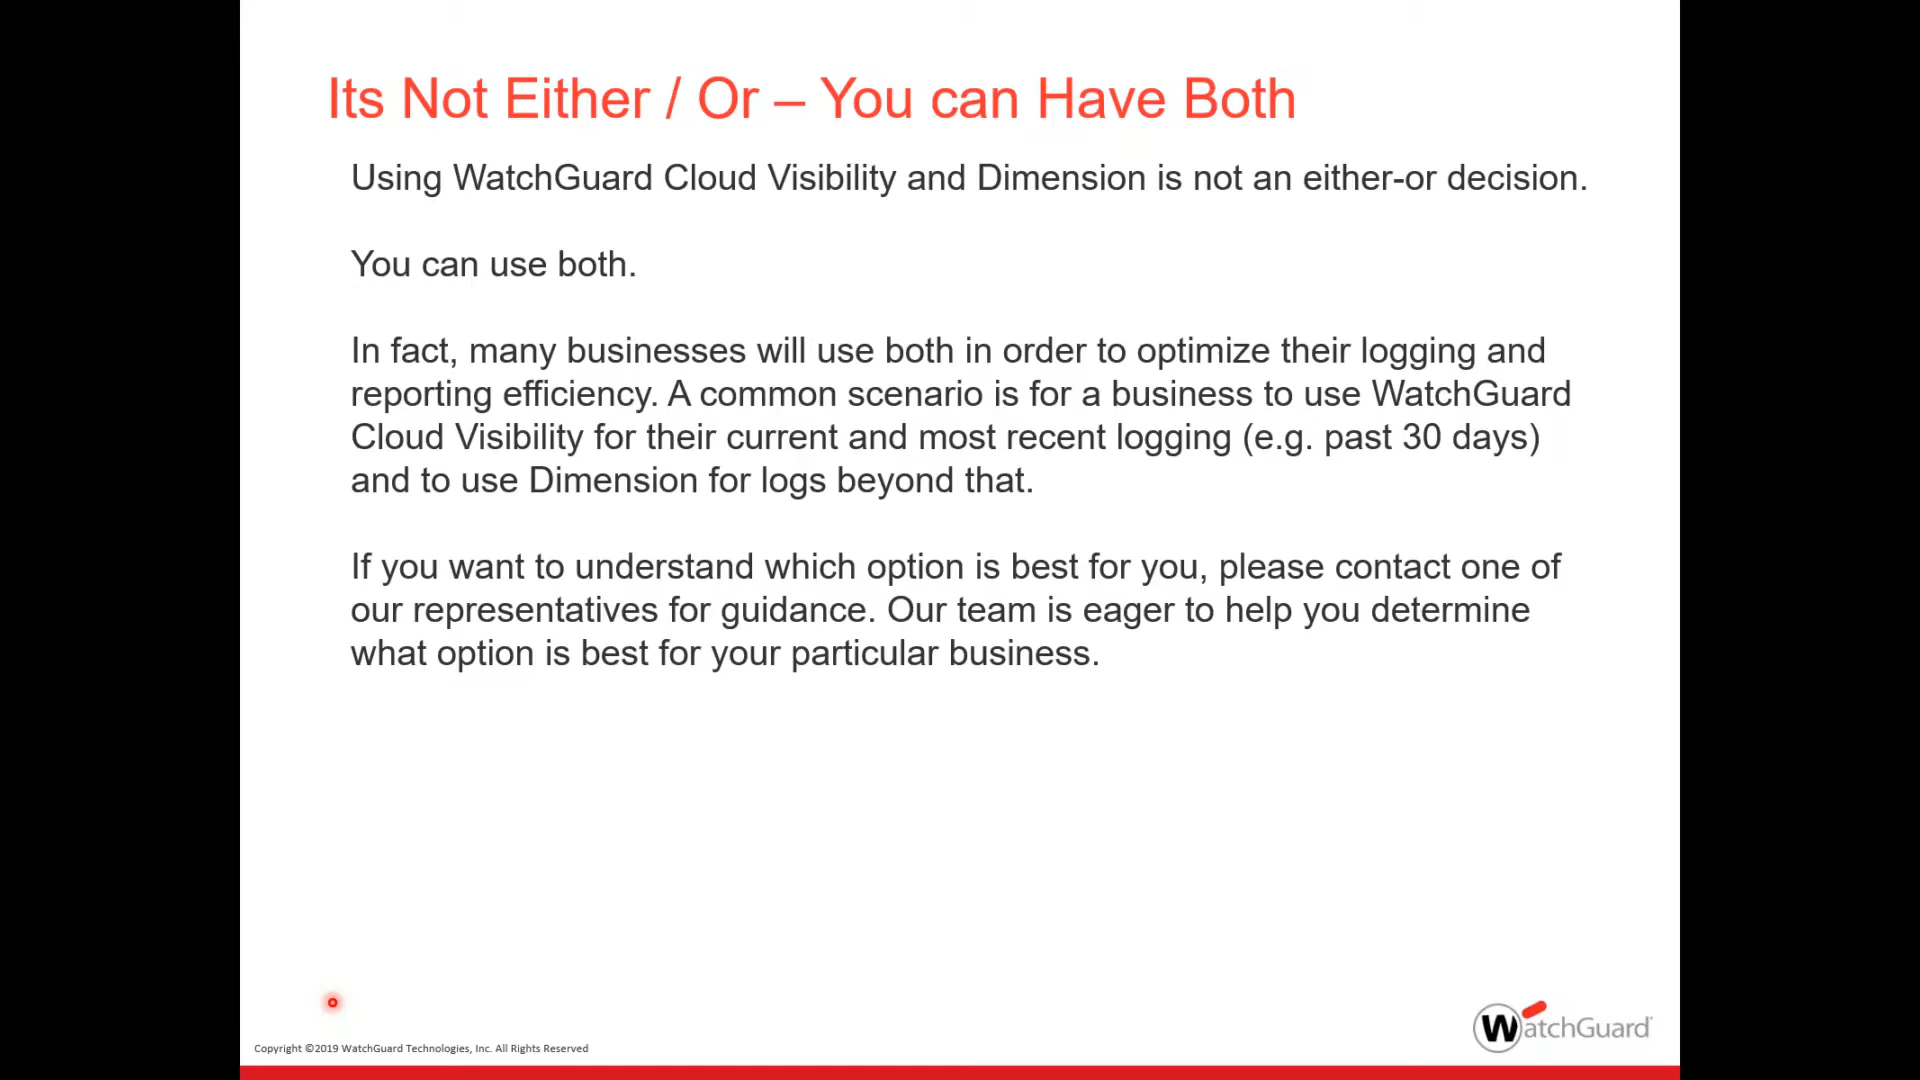 Its Not Either / Or – You can Have Both
Using WatchGuard Cloud Visibility and Dimension is not an either-or decision.
You can use both.
In fact, many businesses will use both in order to optimize their logging and
reporting efficiency. A common scenario is for a business to use WatchGuard
Cloud Visibility for their current and most recent logging (e.g. past 30 days)
and to use Dimension for logs beyond that.
If you want to understand which option is best for you, please contact one of
our representatives for guidance. Our team is eager to help you determine
what option is best for your particular business.
WatchGuard
Copyright ©2019 WatchGuard Technologies, Inc. All Rights Reserved